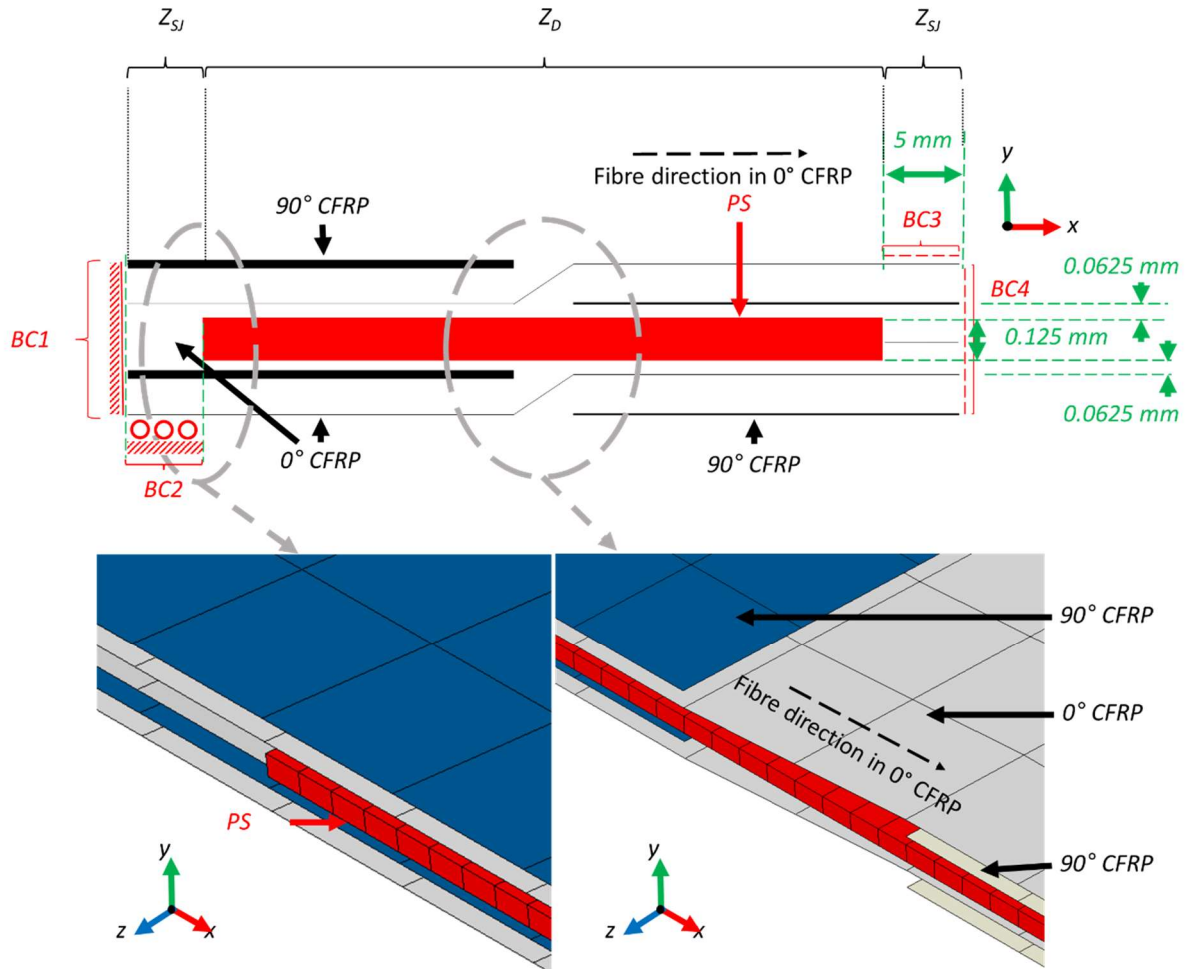 Z_SJ
Z_D
Z_SJ
5 mm
y
x
Fibre direction in 0° CFRP
90° CFRP
PS
BC3
0.0625 mm
BC1
BC4
0.125 mm
0.0625 mm
BC2
0° CFRP
90° CFRP
90° CFRP
0° CFRP
Fibre direction in 0° CFRP
PS
90° CFRP
y
z
x
y
z
x